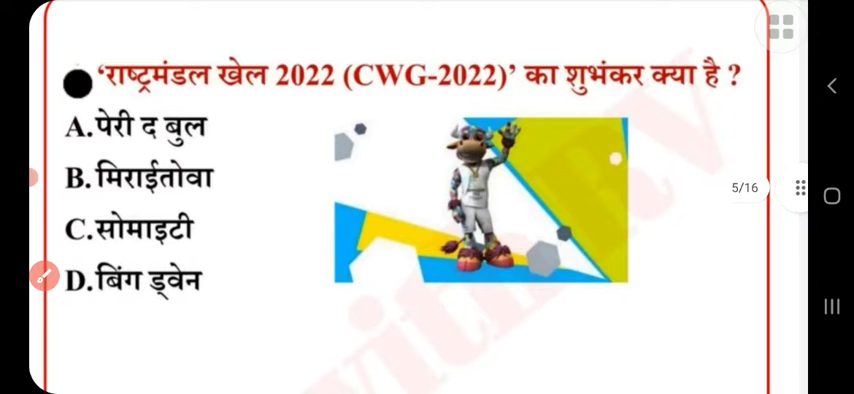 ‘राष्ट्रमंडल खेल 2022 (CWG-2022)’ का शुभंकर क्या है ?
A.पेरी द बुल
B.मिराईतोवा
C.सोमाइटी
D.बिंग ड्वेन
5/16